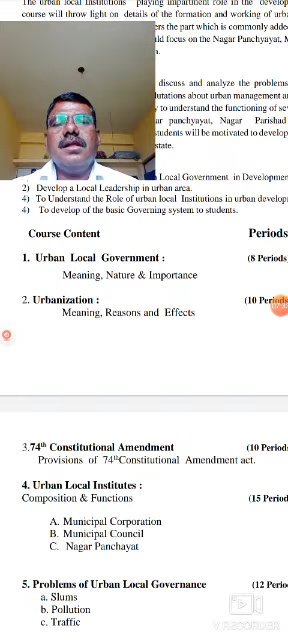 The urban local Institutions playing impartment role in the develop
course will throw light on details of the formation and working of urb
ers the part which is commonly adde
ld focus on the Nagar Panchyayat, M
discuss and analyze the problems
lutations about urban management a
y to understand the functioning of se
ar panchyayat, Nagar Parishad
students will be motivated to develop
state.
Local Government in Developmen
2) Develop a Local Leadership in urban area.
4) To Understand the Role of urban local Institutions in urban develop
4) To develop of the basic Governing system to students.
Course Content Periods
1. Urban Local Government : (8 Periods
Meaning, Nature & Importance
2. Urbanization : (10 Periods
Meaning, Reasons and Effects
3.74th Constitutional Amendment (10 Period
Provisions of 74thConstitutional Amendment act.
4. Urban Local Institutes :
Composition & Functions (15 Period
A. Municipal Corporation
B. Municipal Council
C. Nagar Panchayat
5. Problems of Urban Local Governance (12 Perio
a. Slums
b. Pollution
c. Traffic
V RECORDER